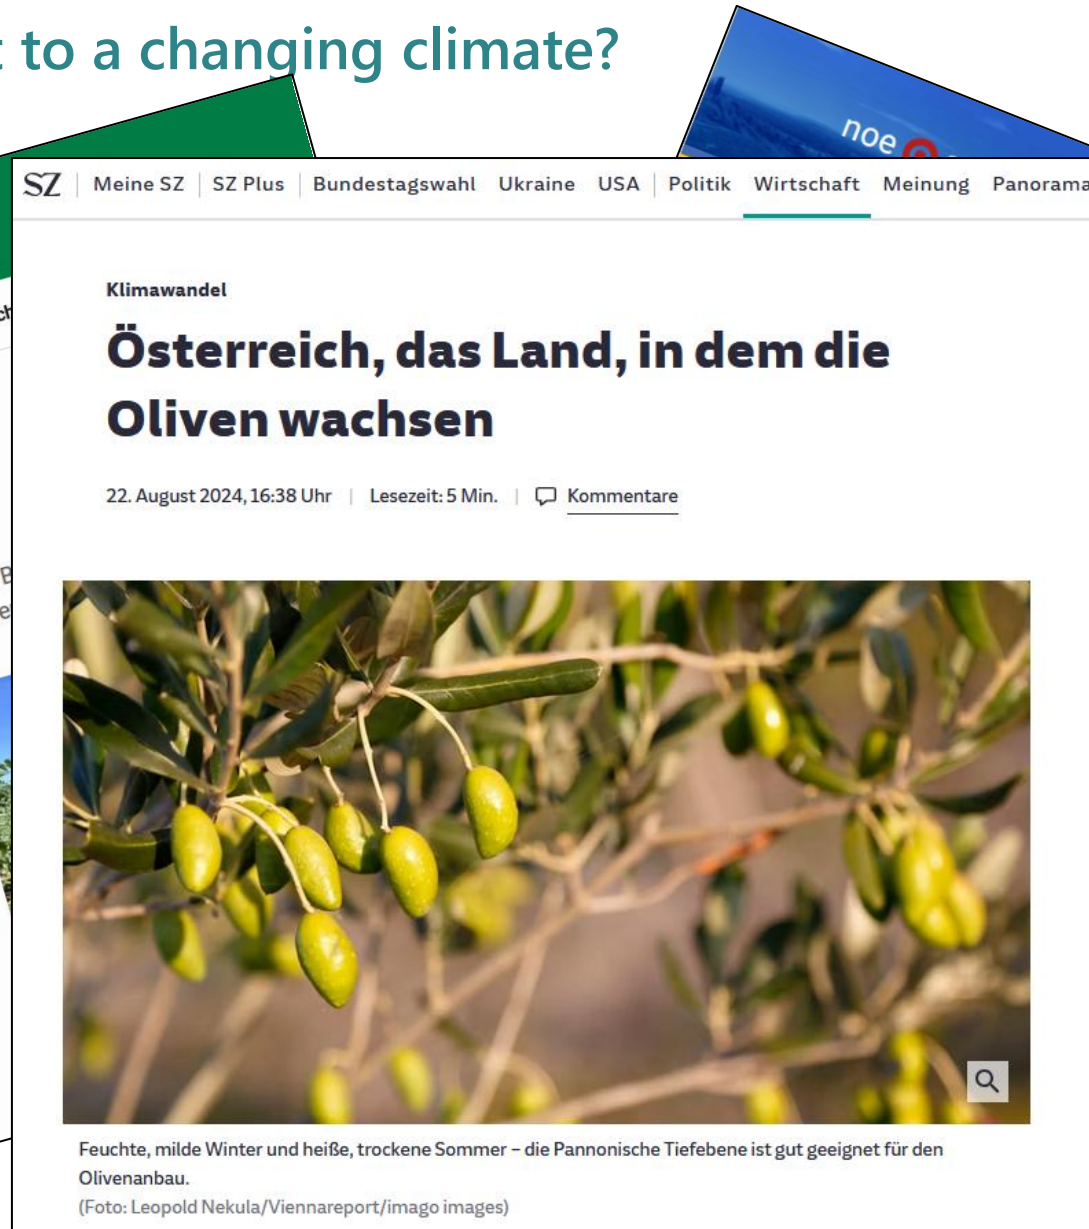 to a changing climate?
noe
SZ | Meine SZ | SZ Plus | Bundestagswahl Ukraine USA | Politik Wirtschaft Meinung Panorama
Klimawandel
Österreich, das Land, in dem die
Oliven wachsen
22. August 2024, 16:38 Uhr | Lesezeit: 5 Min. | Kommentare
Feuchte, milde Winter und heiße, trockene Sommer – die Pannonische Tiefebene ist gut geeignet für den
Olivenanbau.
(Foto: Leopold Nekula/Viennareport/imago images)